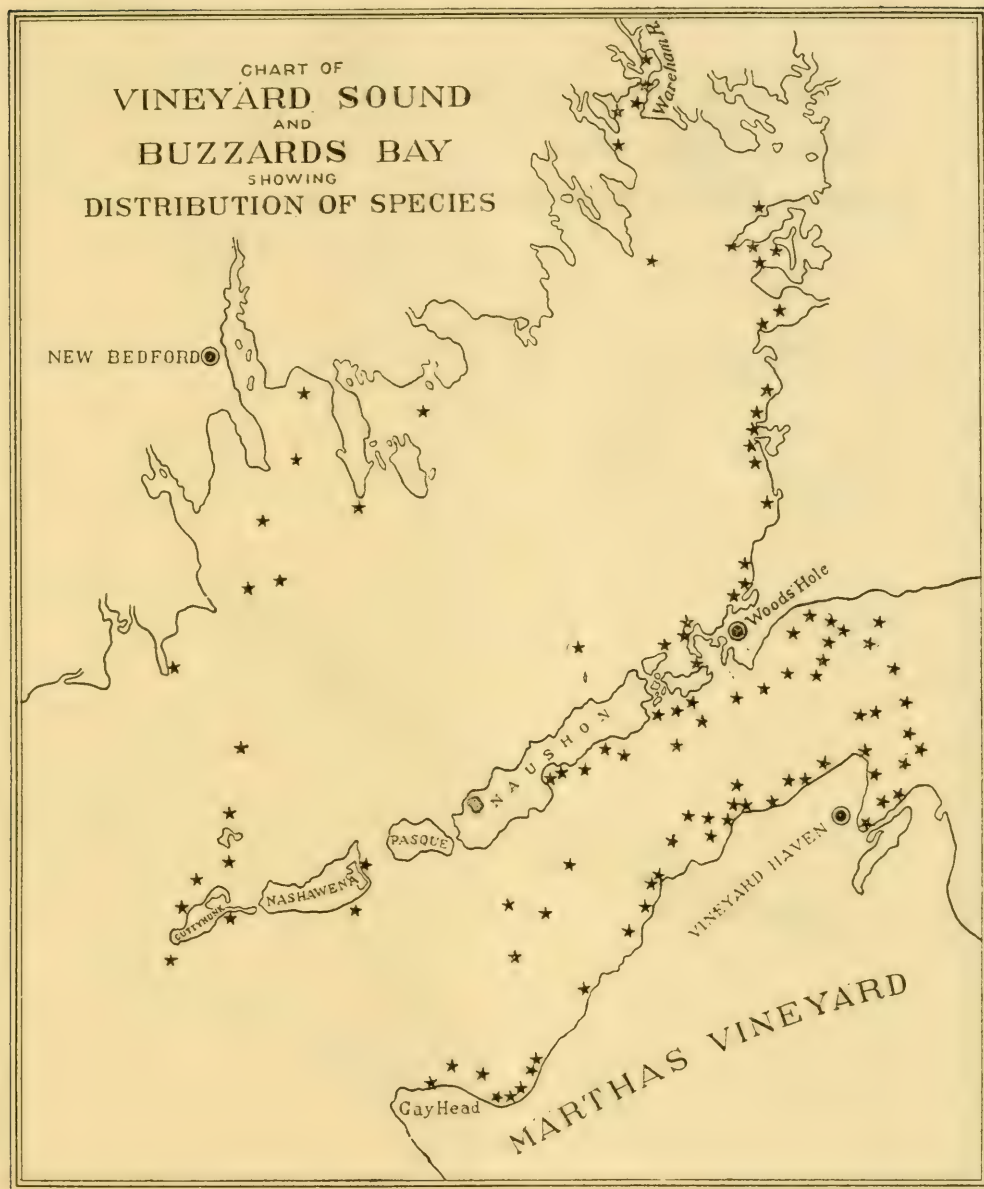 CHART OF
VINEYARD SOUND
AND
BUZZARDS BAY
SHOWING
DISTRIBUTION OF SPECIES
Wareham R.
NEW BEDFORD
Woods Hole
NAUSHON
PASQUE
NASHAWENA
CUTTYHUNK
VINEYARD HAVEN
MARTHAS VINEYARD
Gay Head